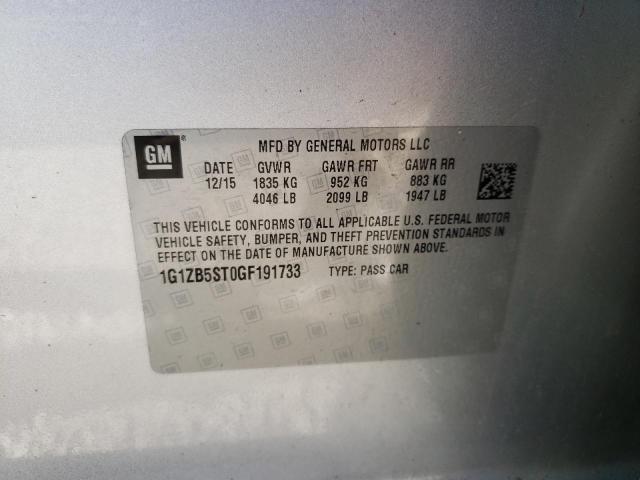 GM ®
MFD BY GENERAL MOTORS LLC
DATE GVWR GAWR FRT GAWR RR
12/15 1835 KG 952 KG 883 KG
4046 LB 2099 LB 1947 LB
THIS VEHICLE CONFORMS TO ALL APPLICABLE U.S. FEDERAL MOTOR
VEHICLE SAFETY, BUMPER, AND THEFT PREVENTION STANDARDS IN
EFFECT ON THE DATE OF MANUFACTURE SHOWN ABOVE.
1G1ZB5ST0GF191733 TYPE: PASS CAR